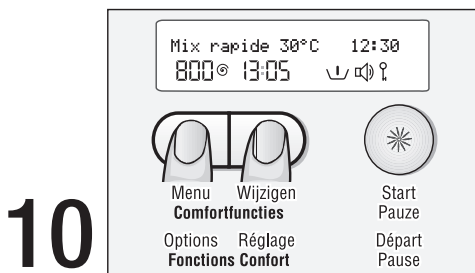 Mix rapide 30°C 12:30
800 13:05
Menu Wijzigen Start
Comfortfuncties Pauze
Options Réglage Départ
Fonctions Confort Pause
10